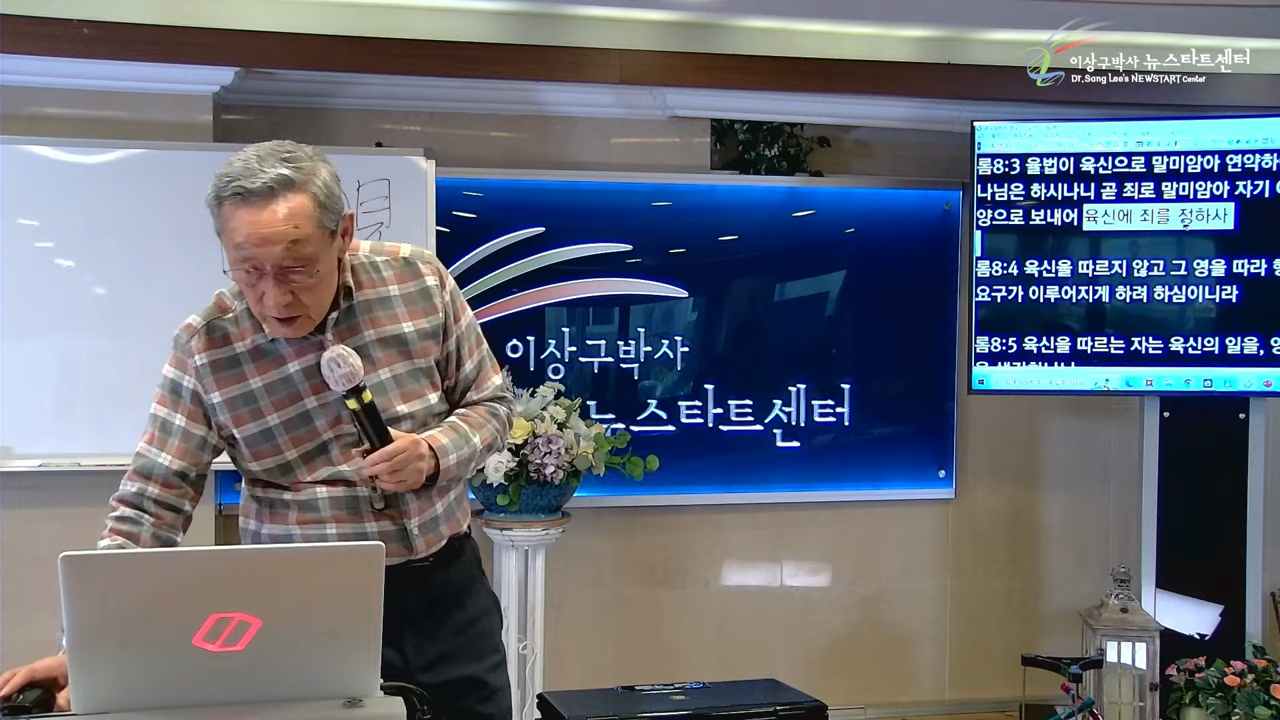 이상구박사 뉴스타트센터
Dr.Sang Lee's NEWSTART Center
롬8:3 율법이 육신으로 말미암아 연약하
나님은 하시나니 곧 죄로 말미암아 자기
양으로 보내어 육신에 죄를 정하사
롬8:4 육신을 따르지 않고 그 영을 따라
요구가 이루어지게 하려 하심이니라
롬8:5 육신을 따르는 자는 육신의 일을,
이상구박사
뉴스타트센터